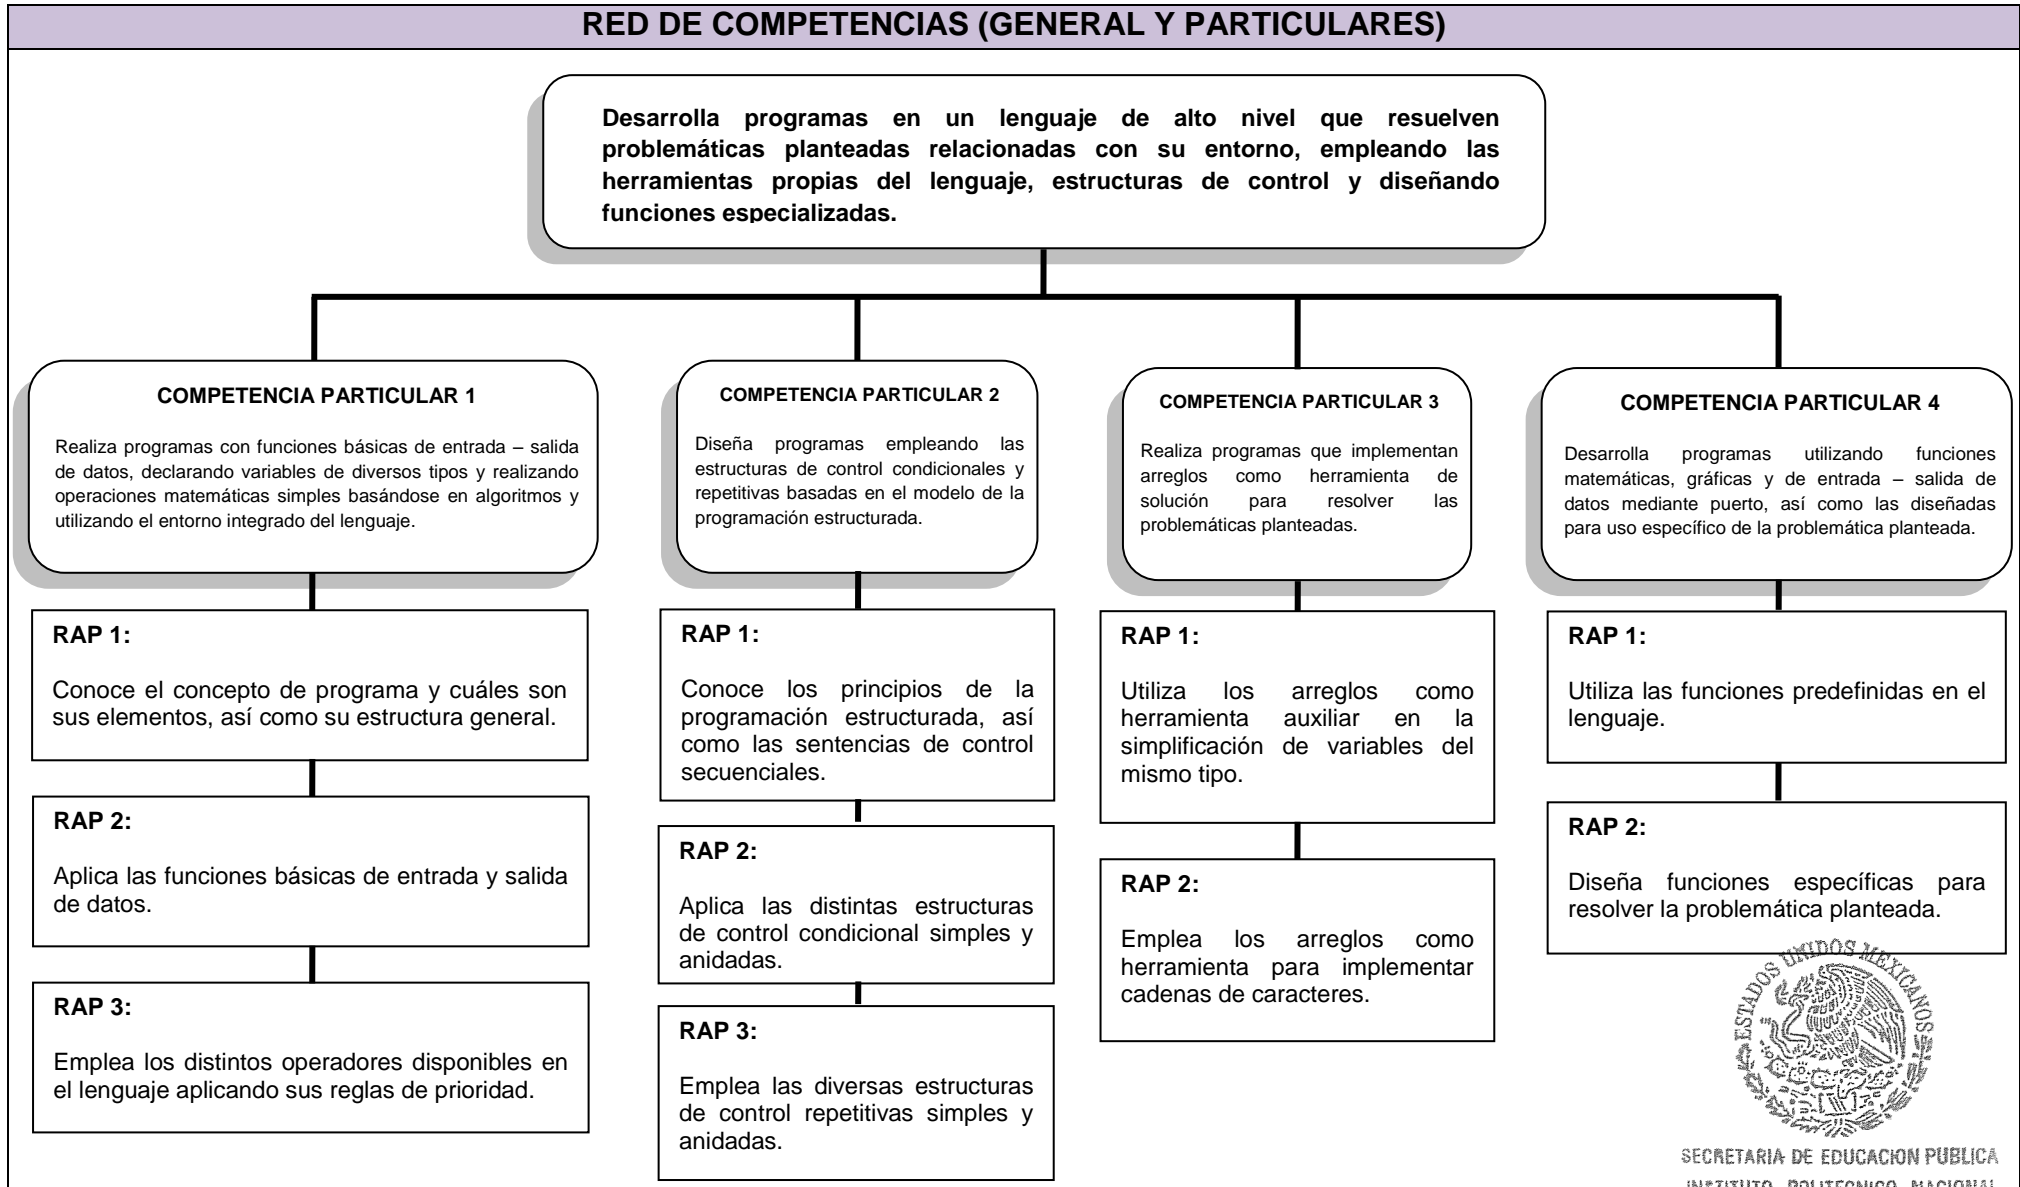 RED DE COMPETENCIAS (GENERAL Y PARTICULARES)
Desarrolla programas en un lenguaje de alto nivel que resuelven
problemáticas planteadas relacionadas con su entorno, empleando las
herramientas propias del lenguaje, estructuras de control y diseñando
funciones especializadas.
COMPETENCIA PARTICULAR 1
Realiza programas con funciones básicas de entrada – salida
de datos, declarando variables de diversos tipos y realizando
operaciones matemáticas simples basándose en algoritmos y
utilizando el entorno integrado del lenguaje.
RAP 1:
Conoce el concepto de programa y cuáles son
sus elementos, así como su estructura general.
RAP 2:
Aplica las funciones básicas de entrada y salida
de datos.
RAP 3:
Emplea los distintos operadores disponibles en
el lenguaje aplicando sus reglas de prioridad.
COMPETENCIA PARTICULAR 2
Diseña programas empleando las
estructuras de control condicionales y
repetitivas basadas en el modelo de la
programación estructurada.
RAP 1:
Conoce los principios de la
programación estructurada, así
como las sentencias de control
secuenciales.
RAP 2:
Aplica las distintas estructuras
de control condicional simples y
anidadas.
RAP 3:
Emplea las diversas estructuras
de control repetitivas simples y
anidadas.
COMPETENCIA PARTICULAR 3
Realiza programas que implementan
arreglos como herramienta de
solución para resolver las
problemáticas planteadas.
RAP 1:
Utiliza los arreglos como
herramienta auxiliar en la
simplificación de variables del
mismo tipo.
RAP 2:
Emplea los arreglos como
herramienta para implementar
cadenas de caracteres.
COMPETENCIA PARTICULAR 4
Desarrolla programas utilizando funciones
matemáticas, gráficas y de entrada – salida de
datos mediante puerto, así como las diseñadas
para uso específico de la problemática planteada.
RAP 1:
Utiliza las funciones predefinidas en el
lenguaje.
RAP 2:
Diseña funciones específicas para
resolver la problemática planteada.
ESTADOS UNIDOS MEXICANOS
SECRETARIA DE EDUCACION PUBLICA
INSTITUTO POLITECNICO NACIONAL